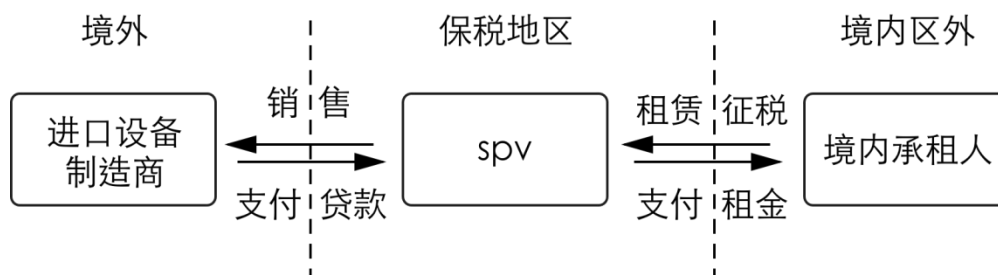 境外 保税地区 境内区外
销 售 租赁 征税
进口设备
制造商
spv
境内承租人
支付 贷款 支付 租金